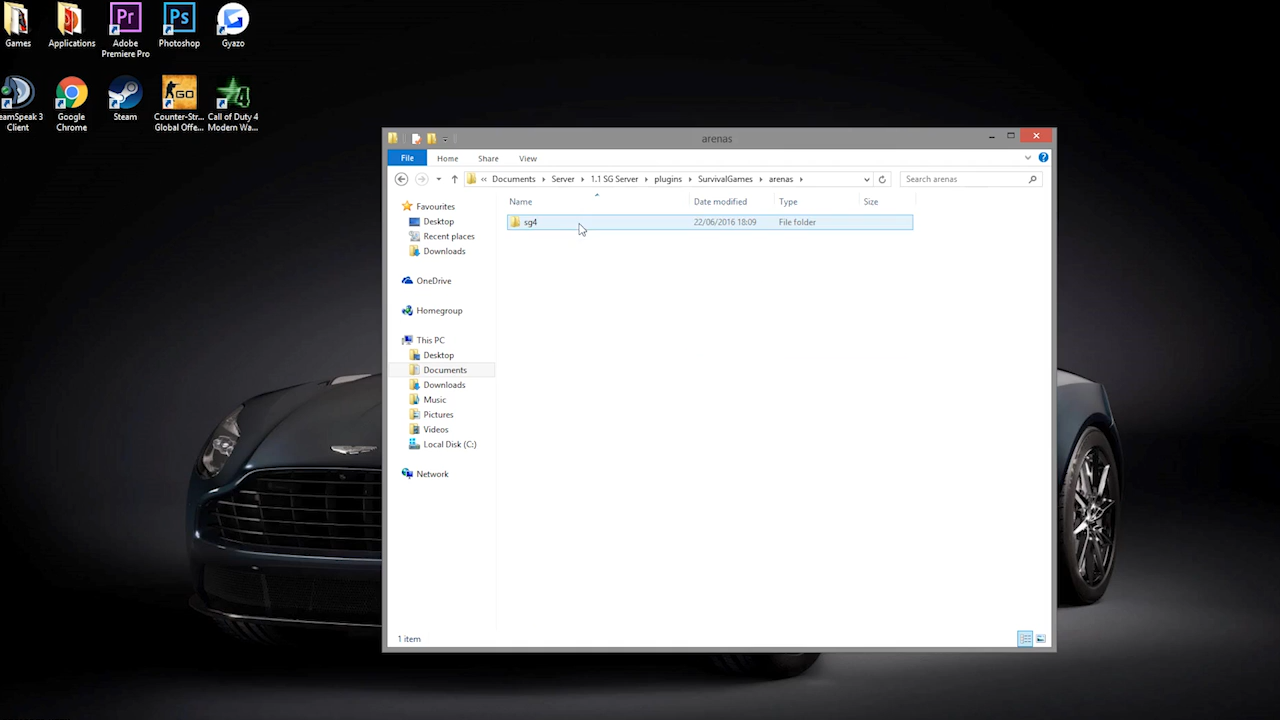 Games
Applications
Adobe Premiere Pro
Photoshop
Gyazo
eamSpeak 3 Client
Google Chrome
Steam
Counter-Str... Global Offe...
Call of Duty 4 Modern Wa...
arenas
File Home Share View
« Documents Server 1.1 SG Server plugins SurvivalGames arenas
Search arenas
Name Date modified Type Size
sg4 22/06/2016 18:09 File folder
Favourites
Desktop
Recent places
Downloads
OneDrive
Homegroup
This PC
Desktop
Documents
Downloads
Music
Pictures
Videos
Local Disk (C:)
Network
1 item